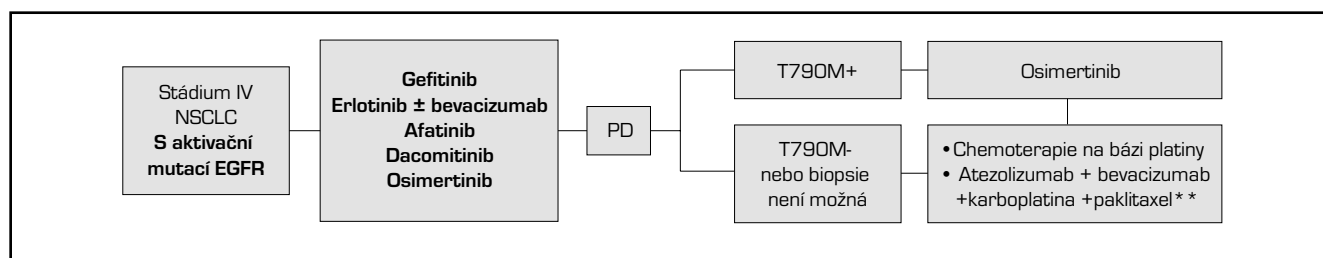 Stádium IV
NSCLC
S aktivační
mutací EGFR
Gefitinib
Erlotinib ± bevacizumab
Afatinib
Dacomitinib
Osimertinib
PD
T790M+
Osimertinib
T790M-
nebo biopsie
není možná
•Chemoterapie na bázi platiny
• Atezolizumab + bevacizumab
+karboplatina +paklitaxel**